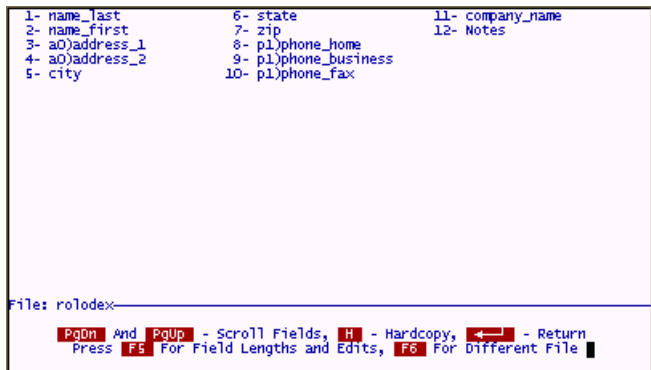 1- name_last 6- state 11- company_name
2- name_first 7- zip 12- Notes
3- a0)address_1 8- p1)phone_home
4- a0)address_2 9- p1)phone_business
5- city 10- p1)phone_fax
File: rolodex
PgDn And PgUp - Scroll Fields, H - Hardcopy, - Return
Press F5 For Field Lengths and Edits, F6 For Different File